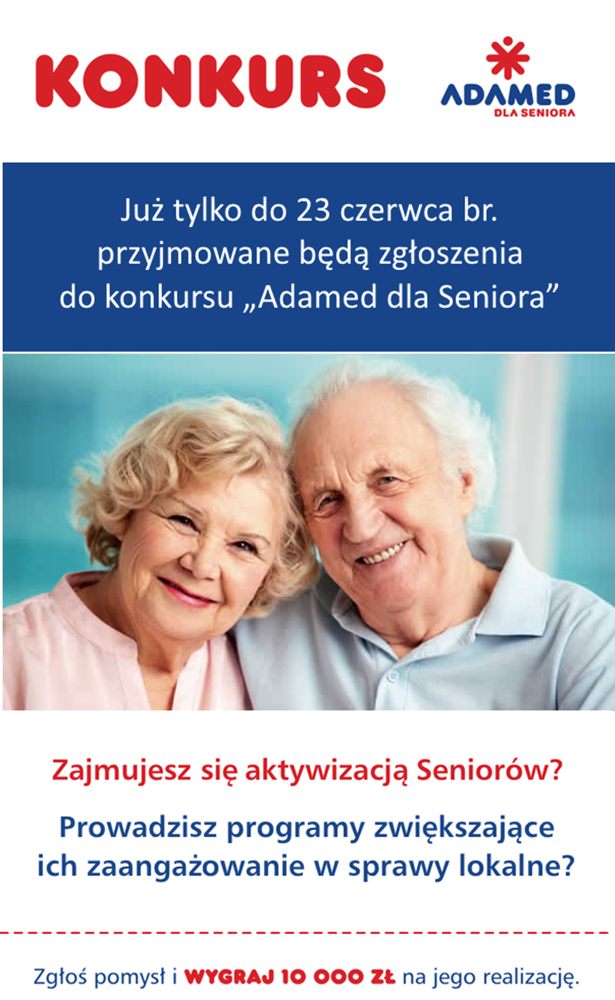 KONKURS
ADAMED
DLA SENIORA
Już tylko do 23 czerwca br.
przyjmowane będą zgłoszenia
do konkursu „Adamed dla Seniora”
Zajmujesz się aktywizacją Seniorów?
Prowadzisz programy zwiększające
ich zaangażowanie w sprawy lokalne?
Zgłoś pomysł i WYGRAJ 10 000 ZŁ na jego realizację.